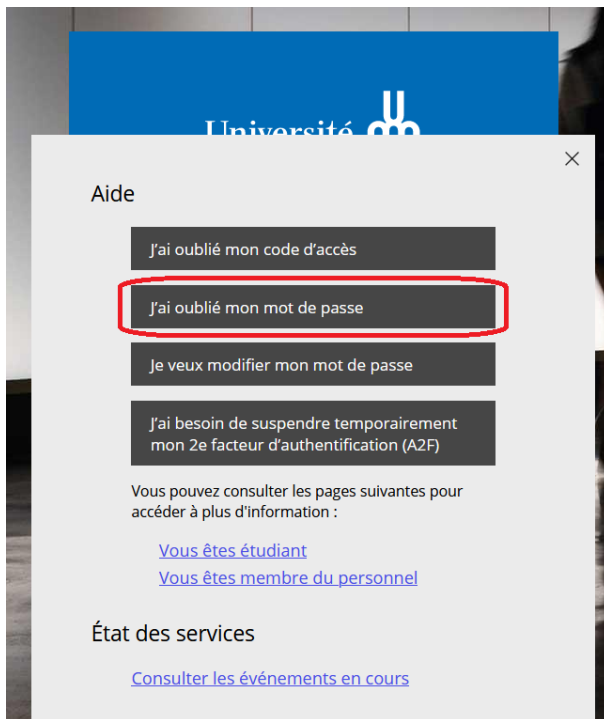 Université
Aide
J'ai oublié mon code d'accès
J'ai oublié mon mot de passe
Je veux modifier mon mot de passe
J'ai besoin de suspendre temporairement
mon 2e facteur d'authentification (A2F)
Vous pouvez consulter les pages suivantes pour
accéder à plus d'information :
Vous êtes étudiant
Vous êtes membre du personnel
État des services
Consulter les événements en cours